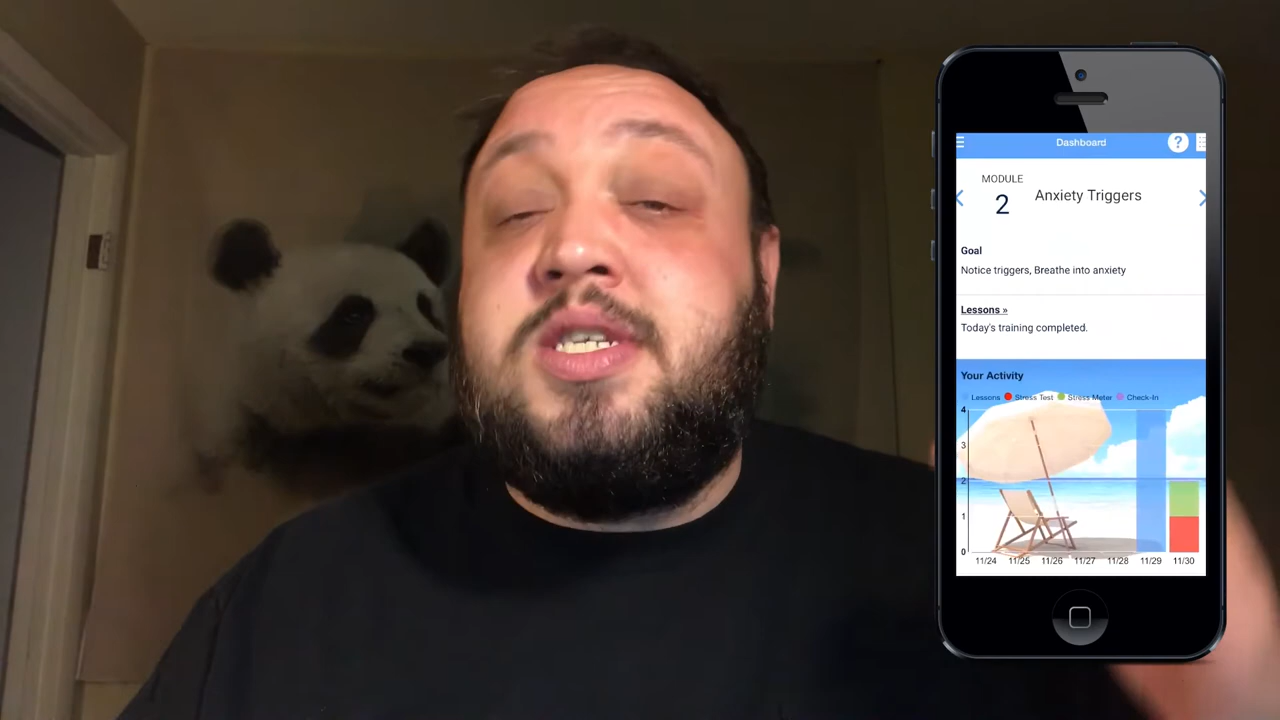 Dashboard
?
MODULE
2
Anxiety Triggers
Goal
Notice triggers, Breathe into anxiety
Lessons »
Today's training completed.
Your Activity
Lessons Stress Test Stress Meter Check-In
4
3
2
1
0
11/24 11/25 11/26 11/27 11/28 11/29 11/30